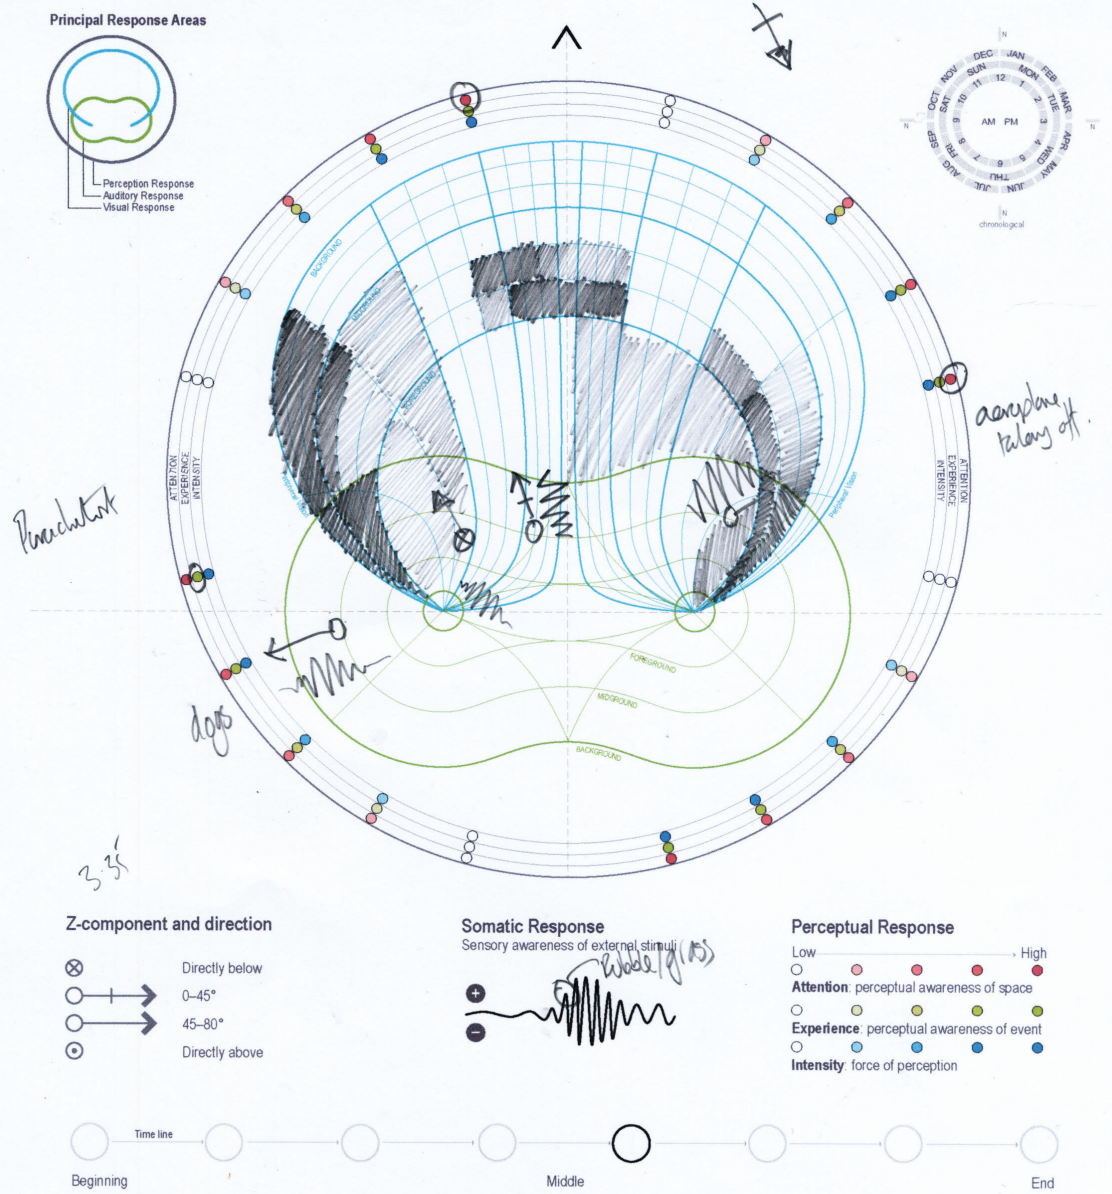 Principal Response Areas
Perception Response
Auditory Response
Visual Response
N
DEC JAN
NOV FEB
OCT MAR
SEP APR
AUG MAY
JUL JUN
SUN MON
SAT TUE
FRI WED
THU
12
11 1
10 2
9 3
8 4
7 5
6
AM PM
N N
N
chronological
BACKGROUND
MIDGROUND
FOREGROUND
Peripheral Vision
Peripheral Vision
ATTENTION
EXPERIENCE
INTENSITY
ATTENTION
EXPERIENCE
INTENSITY
aeroplane
taking off.
dogs
FOREGROUND
MIDGROUND
BACKGROUND
3.35
Z-component and direction
Directly below
0–45°
45–80°
Directly above
Somatic Response
Sensory awareness of external stimuli
Rubble/grass
+
−
Perceptual Response
Low High
Attention: perceptual awareness of space
Experience: perceptual awareness of event
Intensity: force of perception
Time line
Beginning Middle End